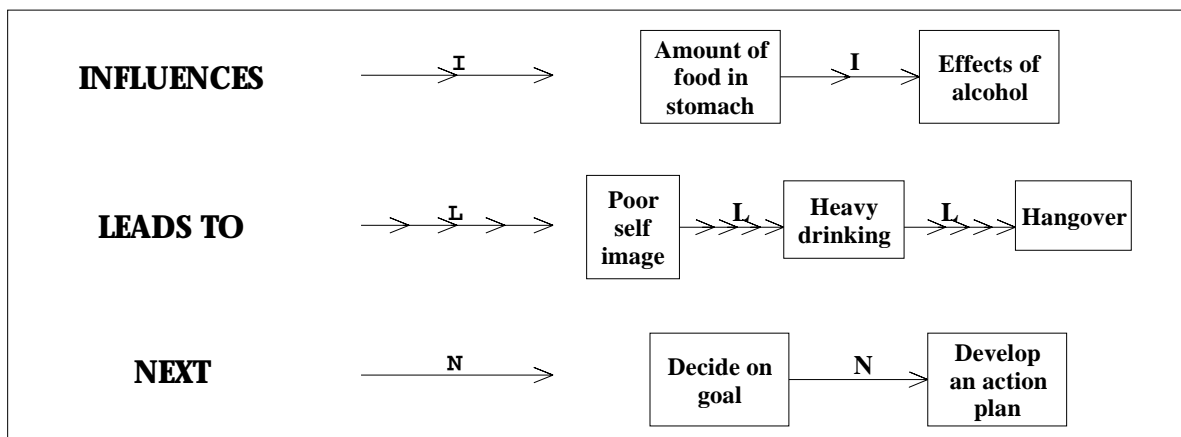 INFLUENCES
I
Amount of
food in
stomach
I
Effects of
alcohol
LEADS TO
L
Poor
self
image
L
Heavy
drinking
L
Hangover
NEXT
N
Decide on
goal
N
Develop
an action
plan